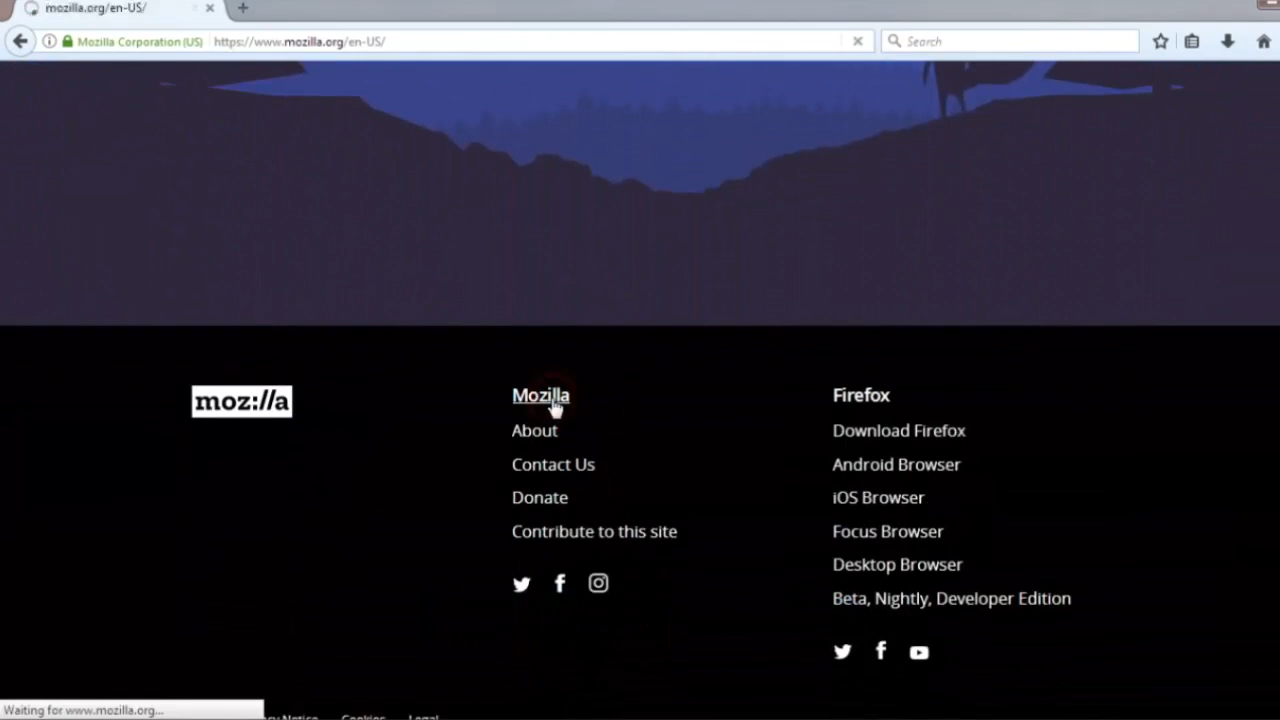 mozilla.org/en-US/
Mozilla Corporation (US) https://www.mozilla.org/en-US/ Search
moz://a
Mozilla
About
Contact Us
Donate
Contribute to this site
Firefox
Download Firefox
Android Browser
iOS Browser
Focus Browser
Desktop Browser
Beta, Nightly, Developer Edition
Waiting for www.mozilla.org... Notice Cookies Legal